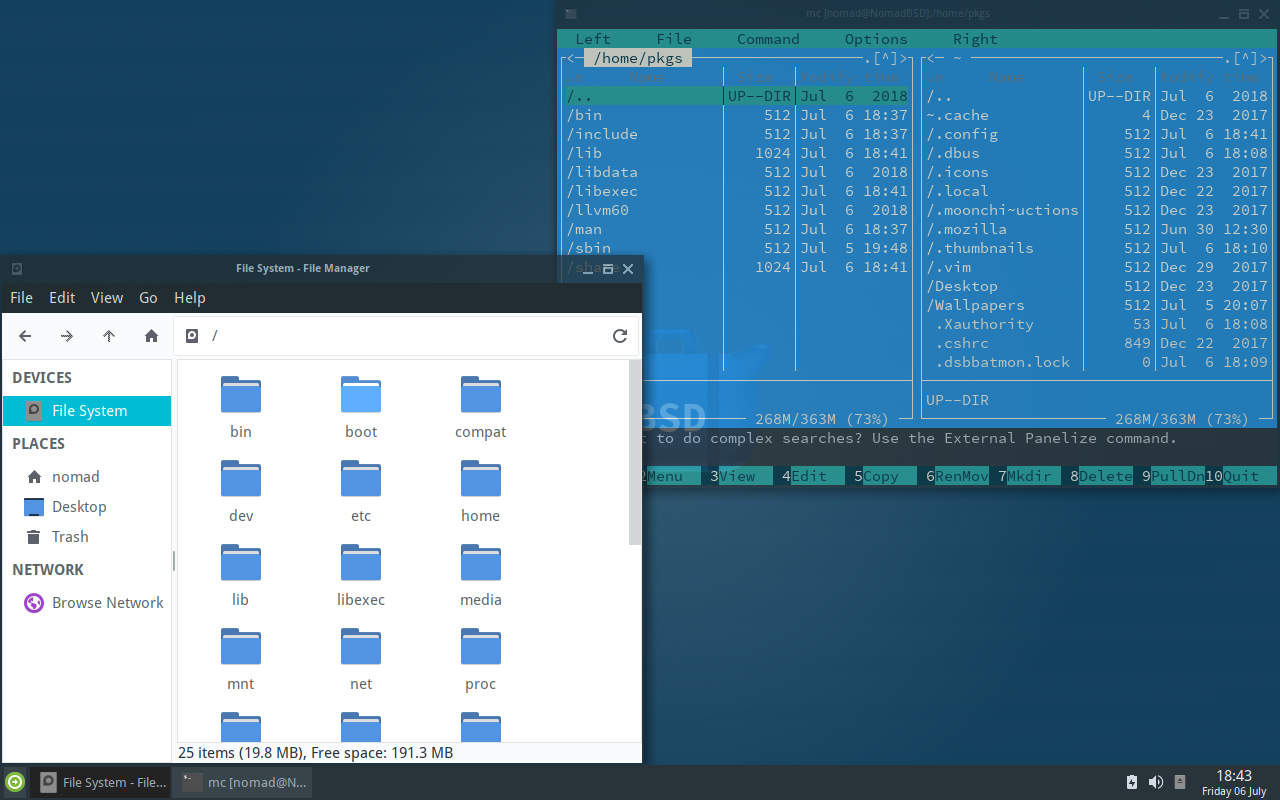 mc [nomad@NomadBSD]:/home/pkgs
Left File Command Options Right
/home/pkgs .[^]>
/.. UP--DIR Jul 6 2018
/bin 512 Jul 6 18:37
/include 512 Jul 6 18:37
/lib 1024 Jul 6 18:41
/libdata 512 Jul 6 2018
/libexec 512 Jul 6 18:41
/llvm60 512 Jul 6 2018
/man 512 Jul 6 18:37
/sbin 512 Jul 5 19:48
/share 1024 Jul 6 18:41
268M/363M (73%)
<- ~ .[^]>
/.. UP--DIR Jul 6 2018
~.cache 4 Dec 23 2017
/.config 512 Jul 6 18:41
/.dbus 512 Jul 6 18:08
/.icons 512 Dec 23 2017
/.local 512 Dec 22 2017
/.moonchi~uctions 512 Dec 23 2017
/.mozilla 512 Jun 30 12:30
/.thumbnails 512 Jul 6 18:10
/.vim 512 Dec 29 2017
/Desktop 512 Dec 23 2017
/Wallpapers 512 Jul 5 20:07
.Xauthority 53 Jul 6 18:08
.cshrc 849 Dec 22 2017
.dsbbatmon.lock 0 Jul 6 18:09
UP--DIR
268M/363M (73%)
BSD
t to do complex searches? Use the External Panelize command.
2Menu 3View 4Edit 5Copy 6RenMov 7Mkdir 8Delete 9PullDn 10Quit
File System - File Manager
File Edit View Go Help
/
DEVICES
File System
PLACES
nomad
Desktop
Trash
NETWORK
Browse Network
bin boot compat
dev etc home
lib libexec media
mnt net proc
25 items (19.8 MB), Free space: 191.3 MB
File System - File...
mc [nomad@N...
18:43
Friday 06 July